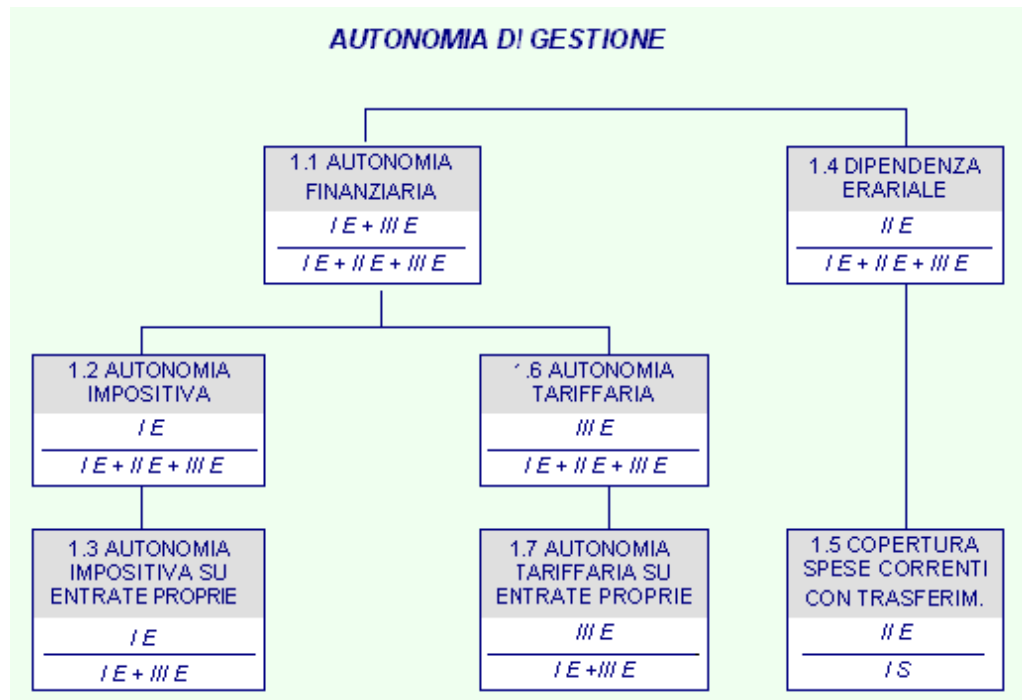 AUTONOMIA DI GESTIONE
1.1 AUTONOMIA
FINANZIARIA
I E + III E
I E + II E + III E
1.4 DIPENDENZA
ERARIALE
II E
I E + II E + III E
1.2 AUTONOMIA
IMPOSITIVA
I E
I E + II E + III E
1.6 AUTONOMIA
TARIFFARIA
III E
I E + II E + III E
1.3 AUTONOMIA
IMPOSITIVA SU
ENTRATE PROPRIE
I E
I E + III E
1.7 AUTONOMIA
TARIFFARIA SU
ENTRATE PROPRIE
III E
I E +III E
1.5 COPERTURA
SPESE CORRENTI
CON TRASFERIM.
II E
I S